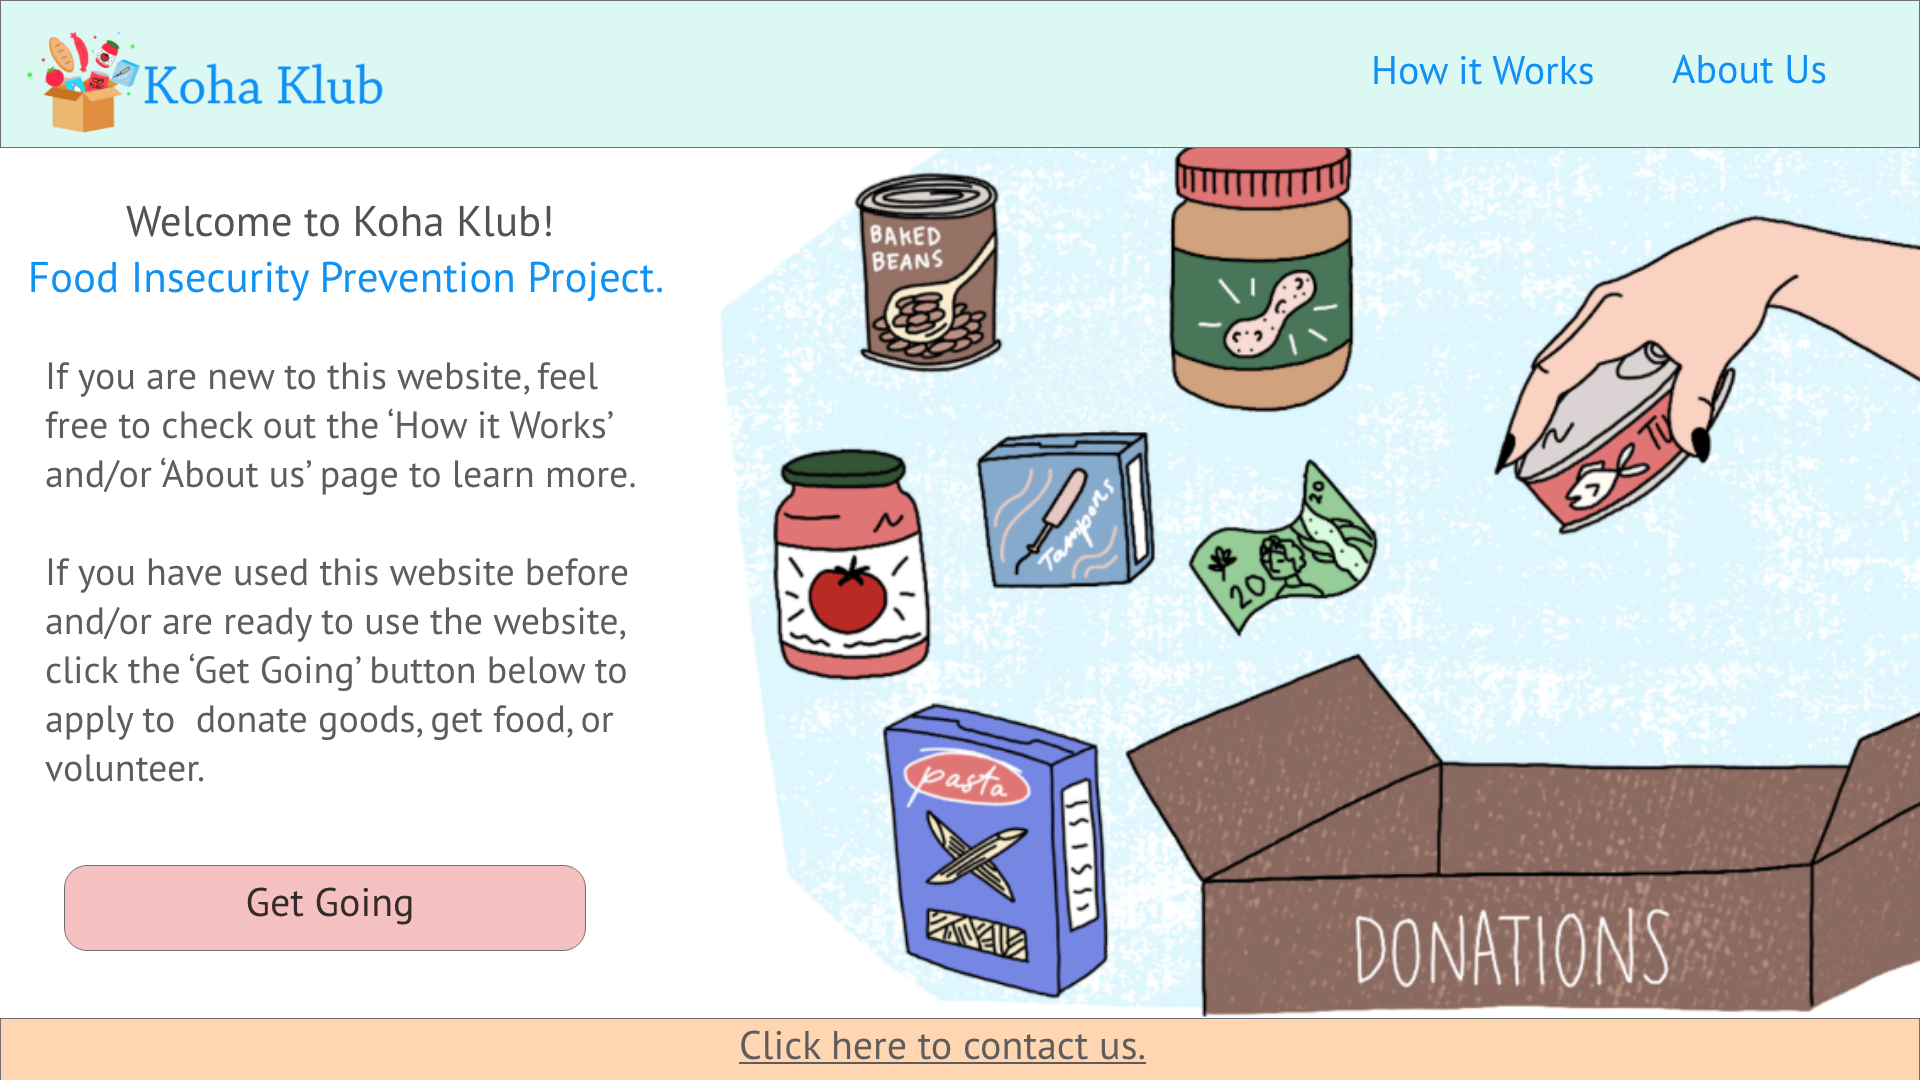 Koha Klub
How it Works
About Us
Welcome to Koha Klub!
Food Insecurity Prevention Project.
If you are new to this website, feel
free to check out the ‘How it Works’
and/or ‘About us’ page to learn more.
If you have used this website before
and/or are ready to use the website,
click the ‘Get Going’ button below to
apply to  donate goods, get food, or
volunteer.
Get Going
BAKED
BEANS
Tampons
20
20
TU
pasta
DONATIONS
Click here to contact us.